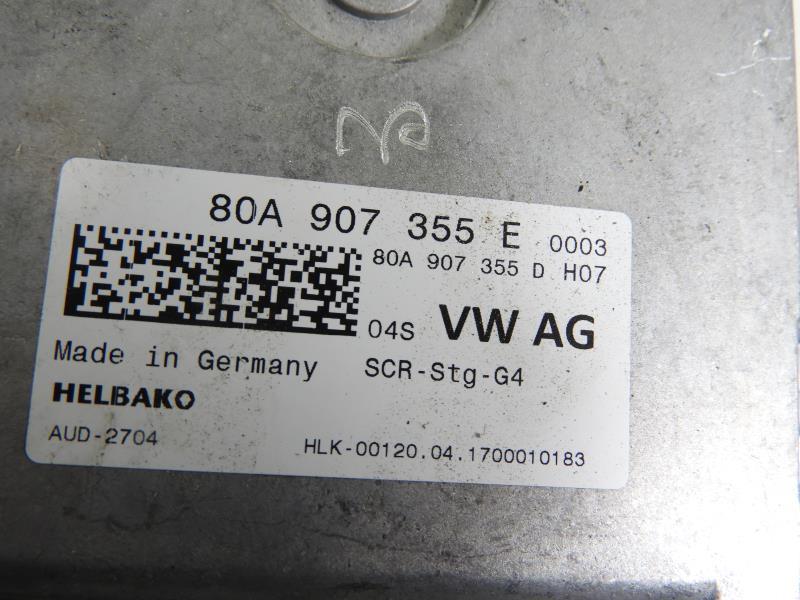 80A 907 355 E 0003
80A 907 355 D H07
04S VW AG
Made in Germany SCR-Stg-G4
HELBAKO
AUD-2704 HLK-00120.04.1700010183